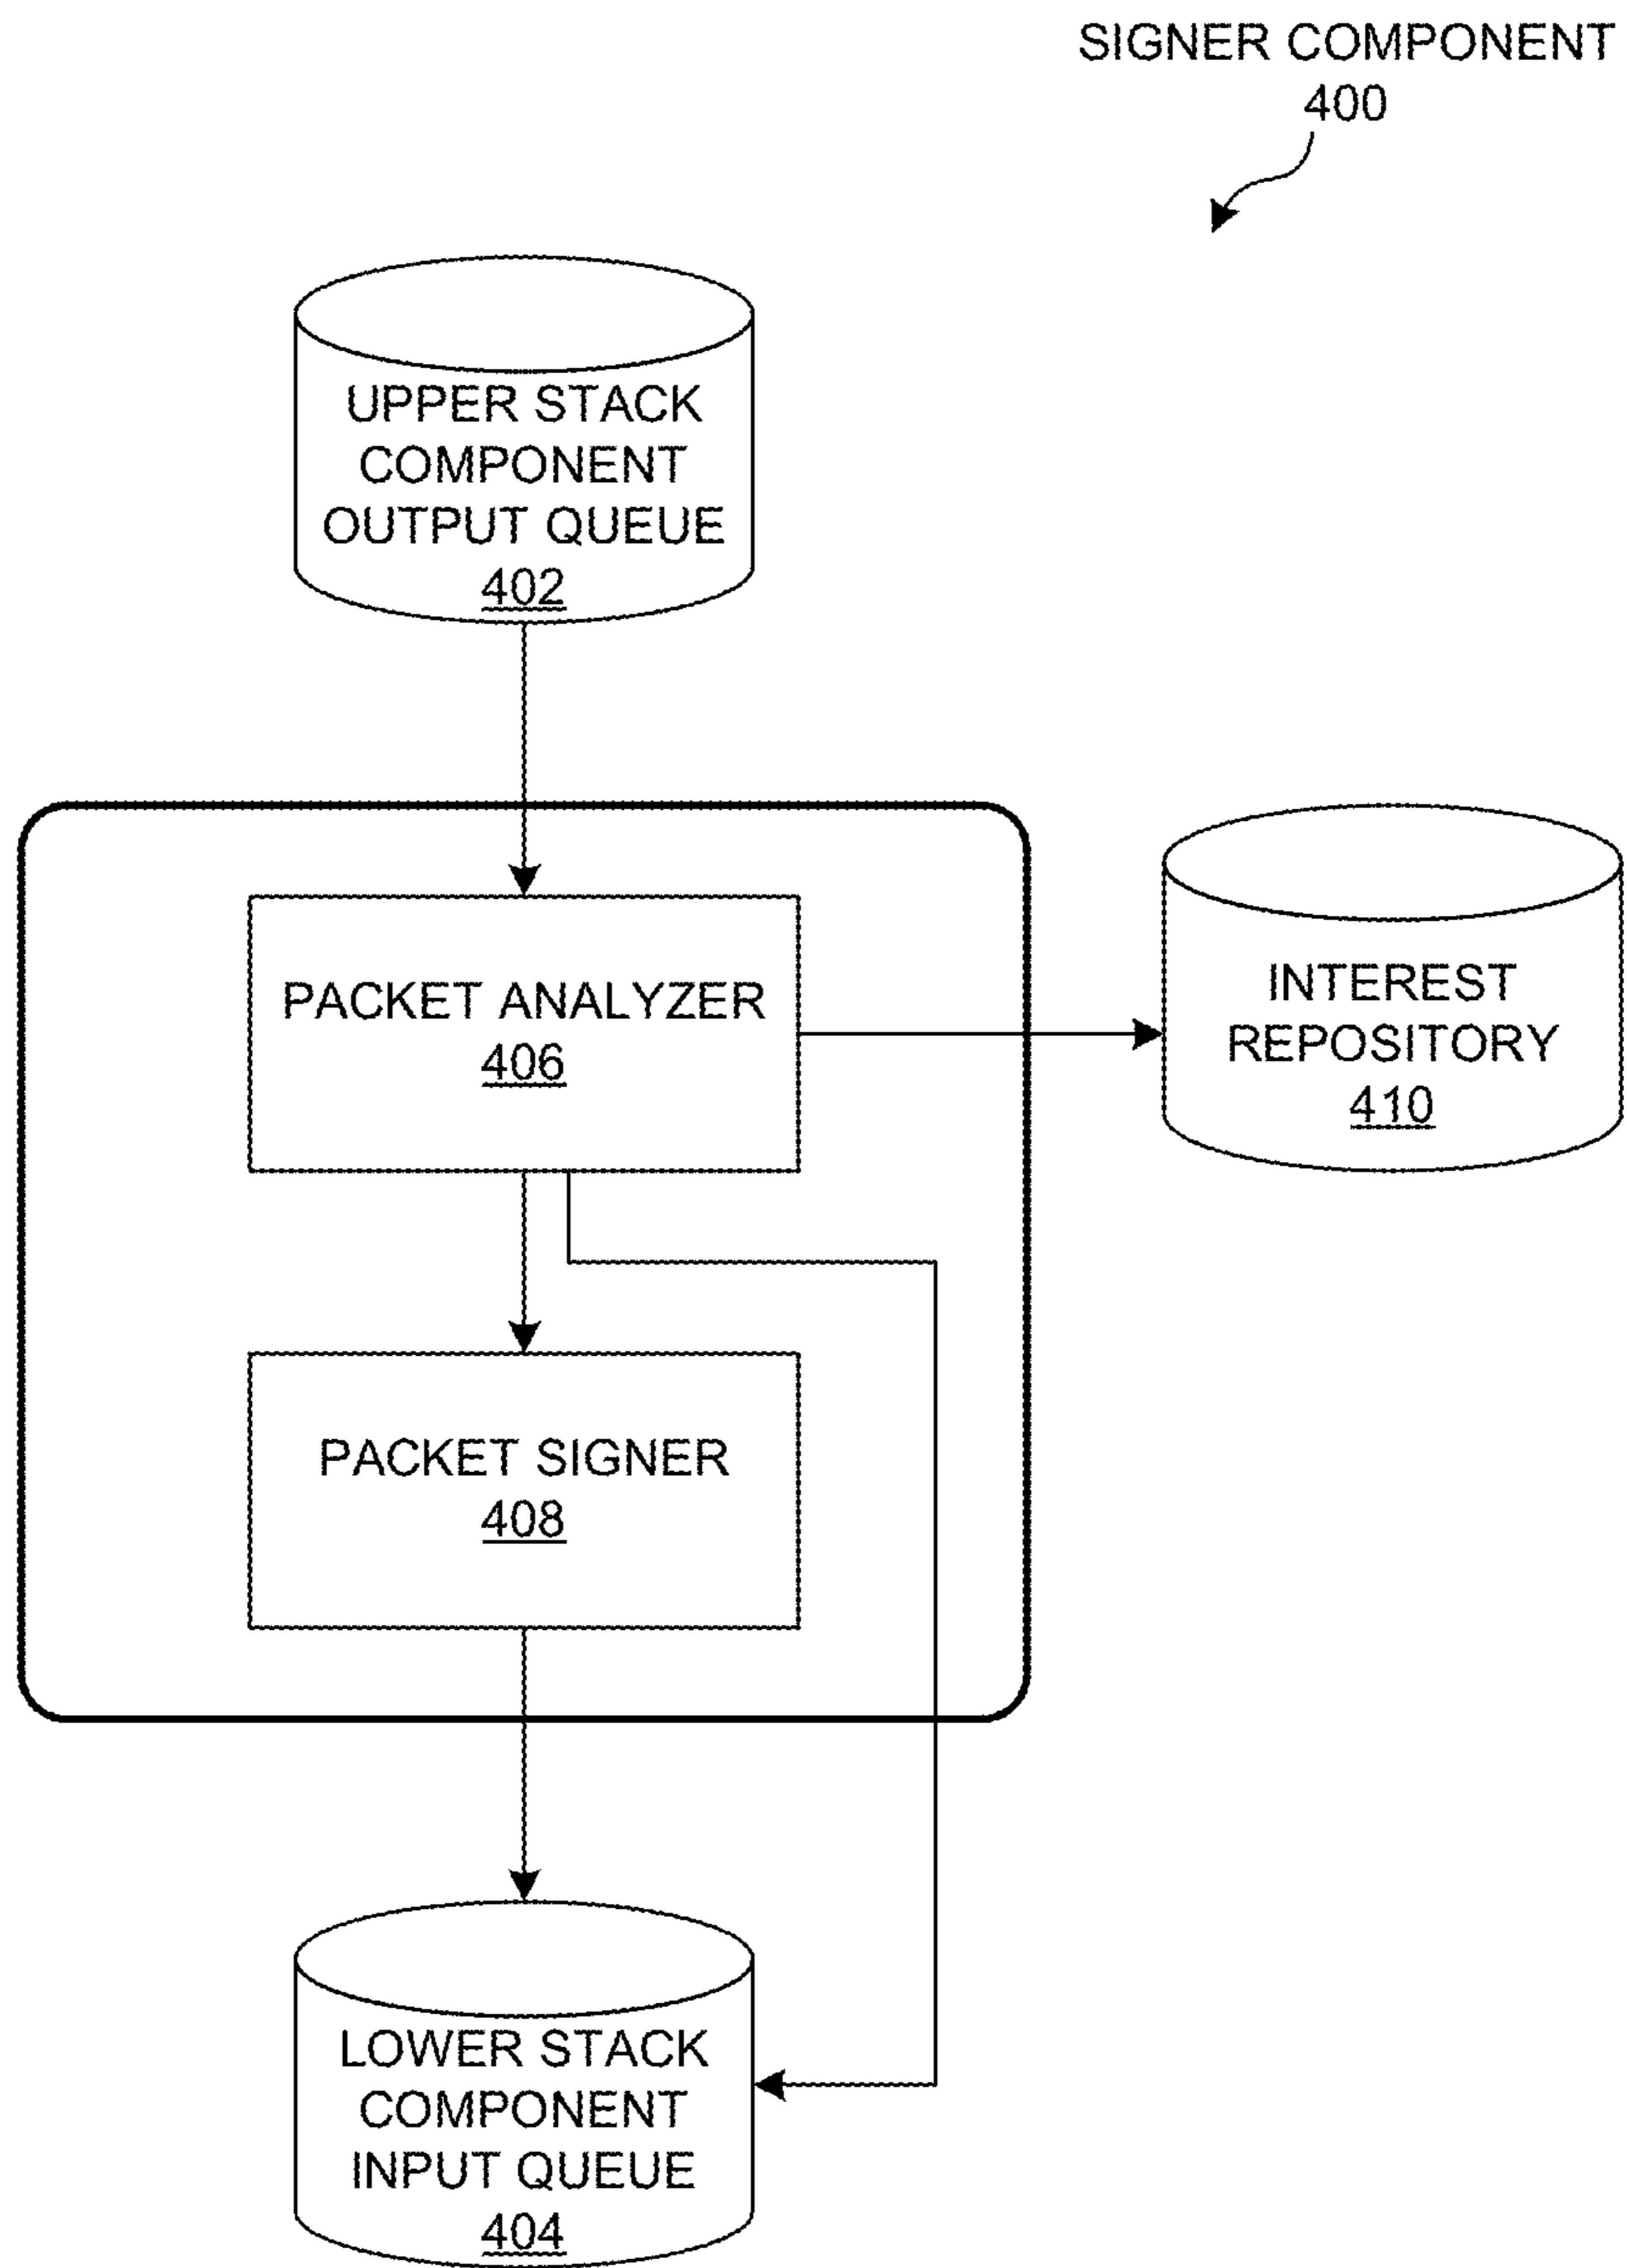 SIGNER COMPONENT
400
UPPER STACK
COMPONENT
OUTPUT QUEUE
402
PACKET ANALYZER
406
INTEREST
REPOSITORY
410
PACKET SIGNER
408
LOWER STACK
COMPONENT
INPUT QUEUE
404